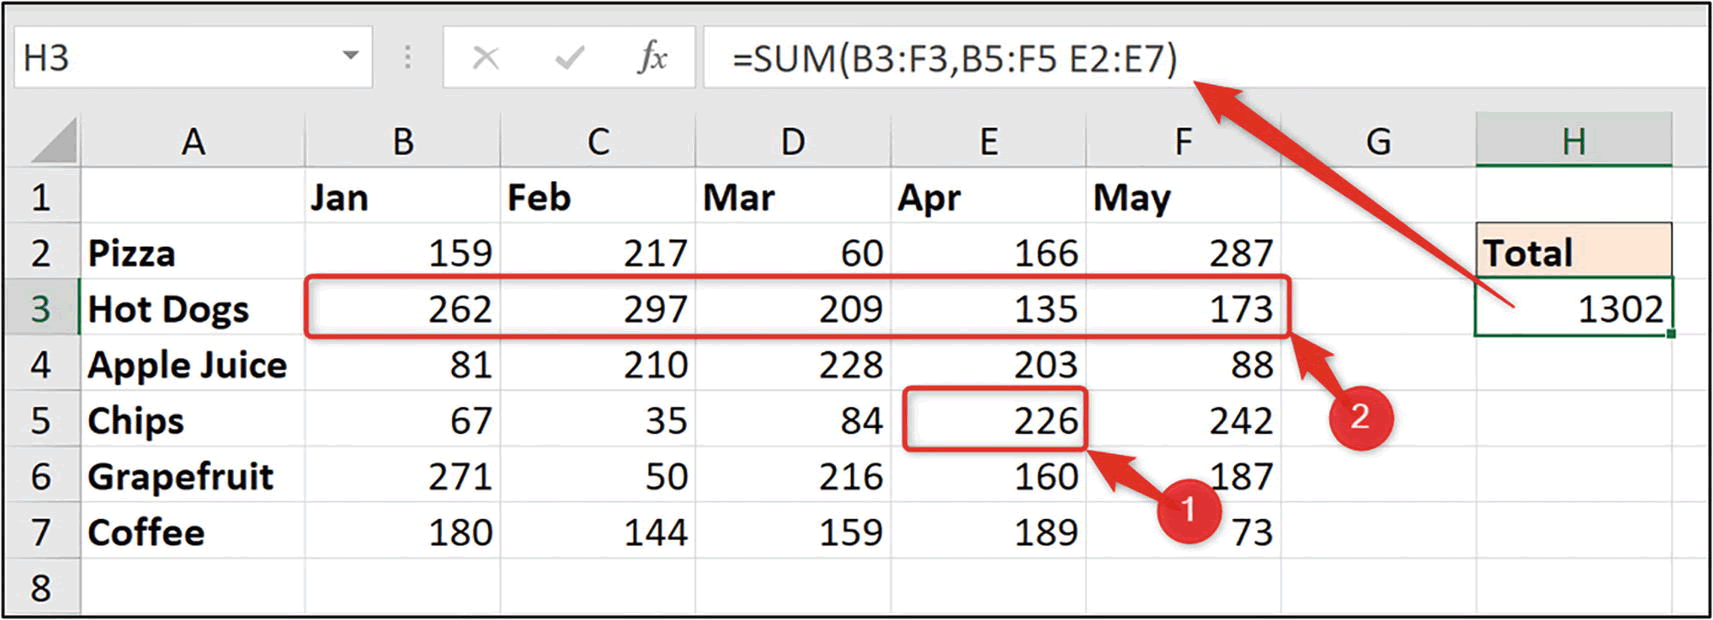 H3 fx =SUM(B3:F3,B5:F5 E2:E7)
A B C D E F G H
1 Jan Feb Mar Apr May
2 Pizza 159 217 60 166 287 Total
3 Hot Dogs 262 297 209 135 173 1302
4 Apple Juice 81 210 228 203 88
5 Chips 67 35 84 226 242 2
6 Grapefruit 271 50 216 160 187
1
7 Coffee 180 144 159 189 73
8